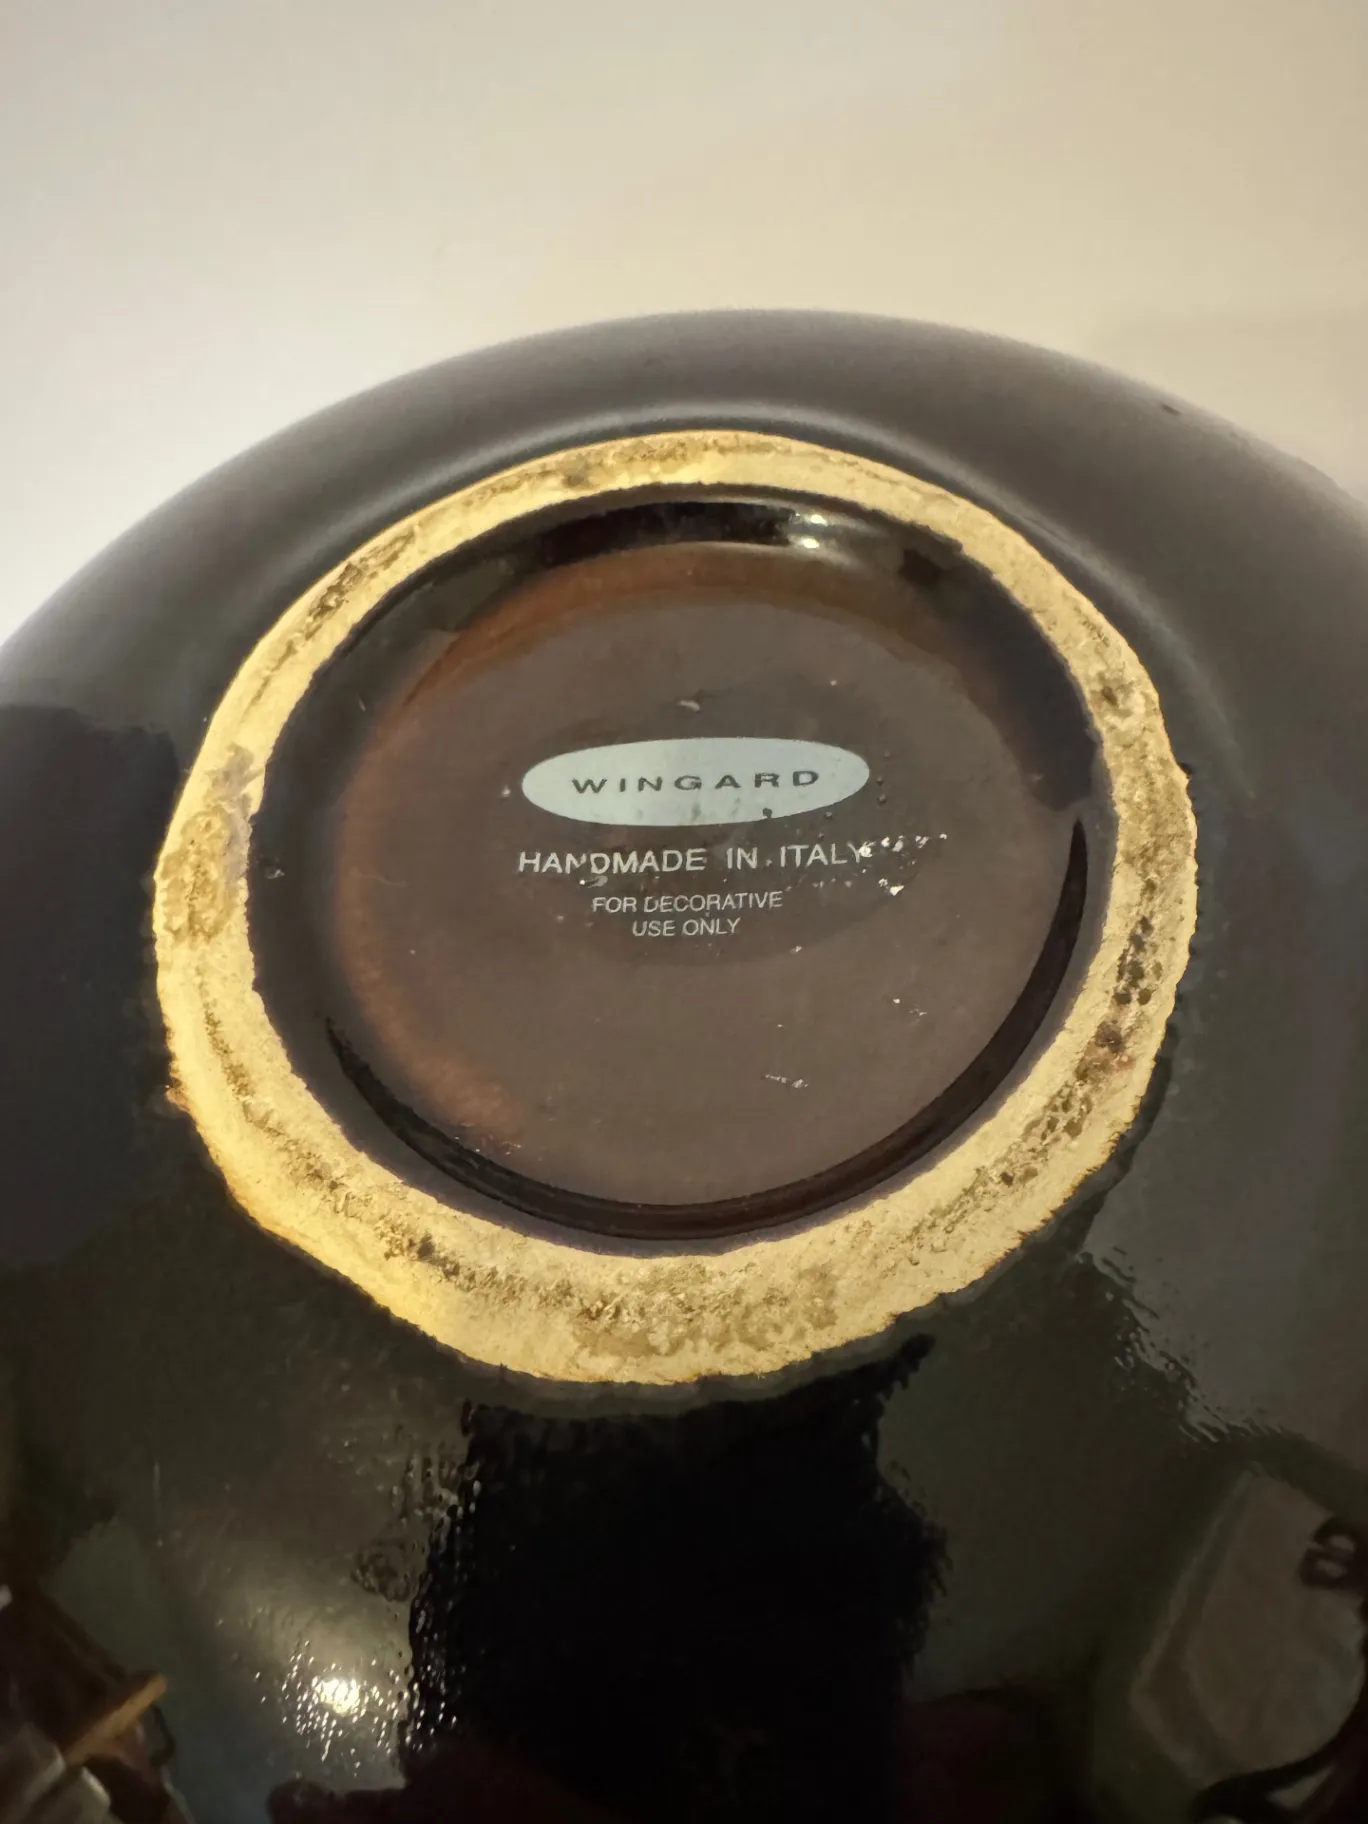 WINGARD
HANDMADE IN ITALY
FOR DECORATIVE
USE ONLY